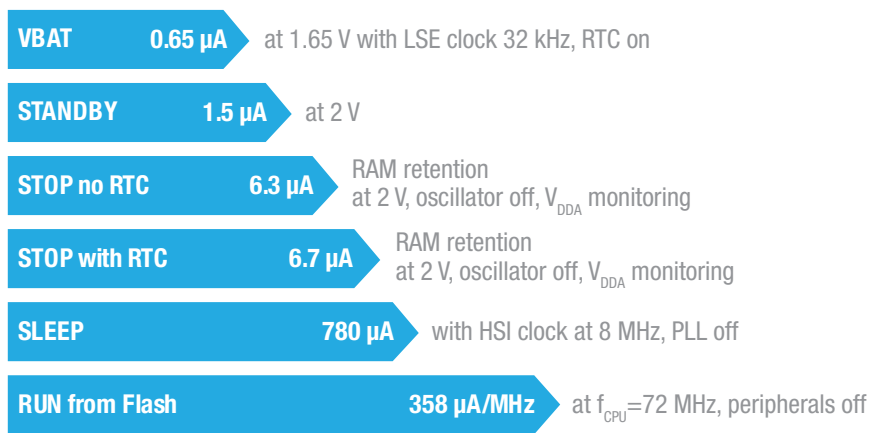 VBAT 0.65 µA at 1.65 V with LSE clock 32 kHz, RTC on
STANDBY 1.5 µA at 2 V
STOP no RTC 6.3 µA RAM retention
at 2 V, oscillator off, VDDA monitoring
STOP with RTC 6.7 µA RAM retention
at 2 V, oscillator off, VDDA monitoring
SLEEP 780 µA with HSI clock at 8 MHz, PLL off
RUN from Flash 358 µA/MHz at fCPU=72 MHz, peripherals off